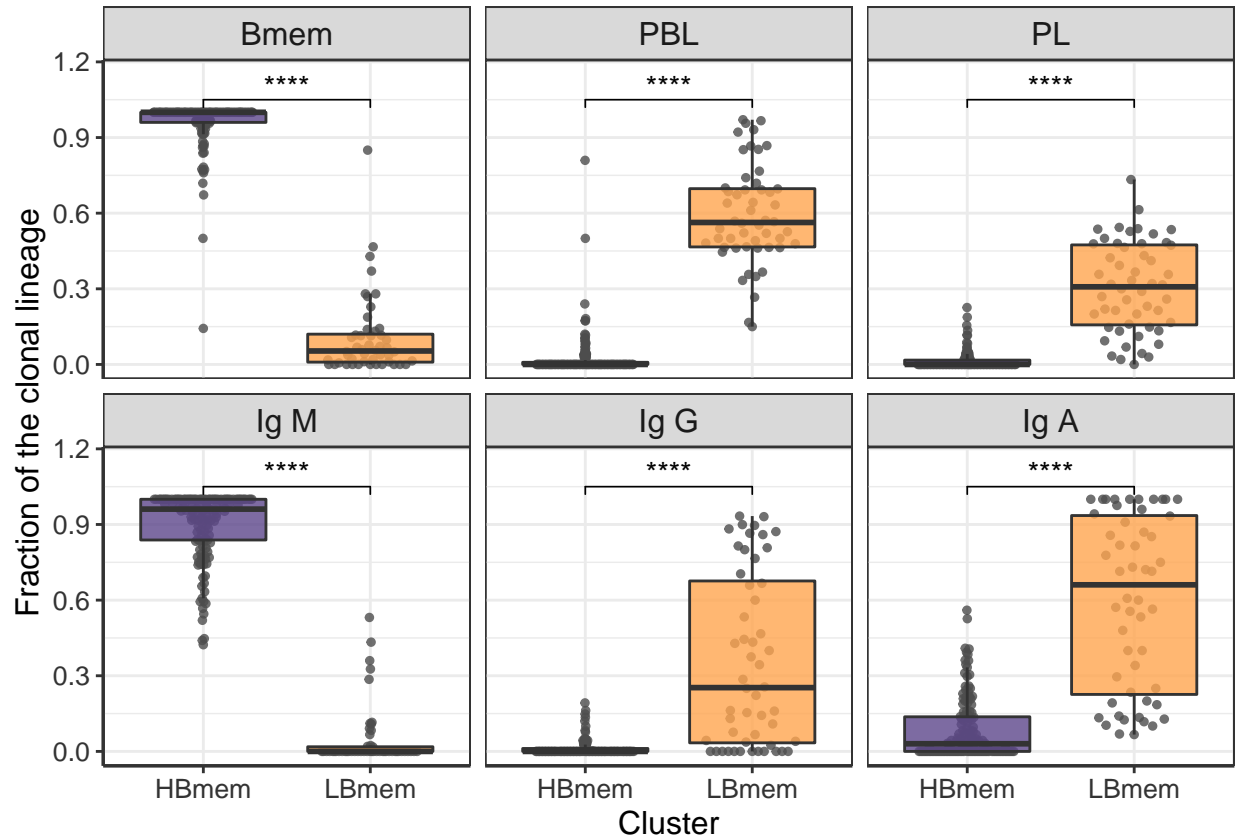 Bmem PBL PL
1.2
**** **** ****
0.9
0.6
0.3
0.0
Ig M Ig G Ig A
1.2
**** **** ****
0.9
0.6
0.3
0.0
Fraction of the clonal lineage
HBmem LBmem HBmem LBmem HBmem LBmem
Cluster